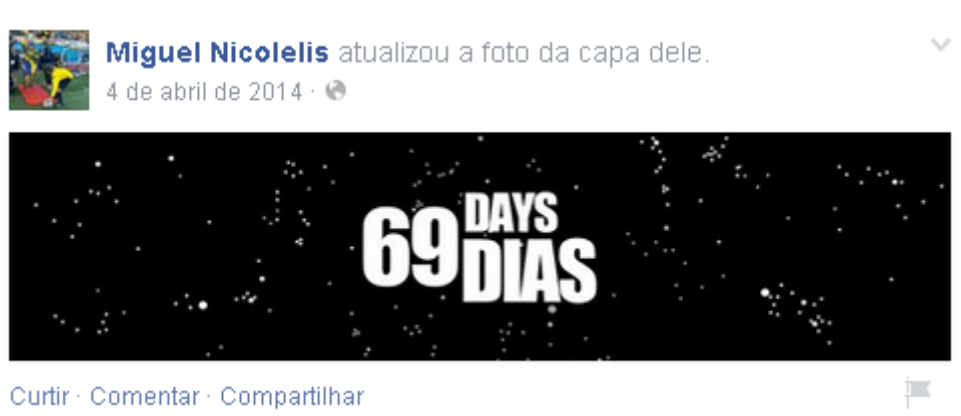 Miguel Nicolelis atualizou a foto da capa dele.
4 de abril de 2014 ·
69 DAYS
DIAS
Curtir · Comentar · Compartilhar